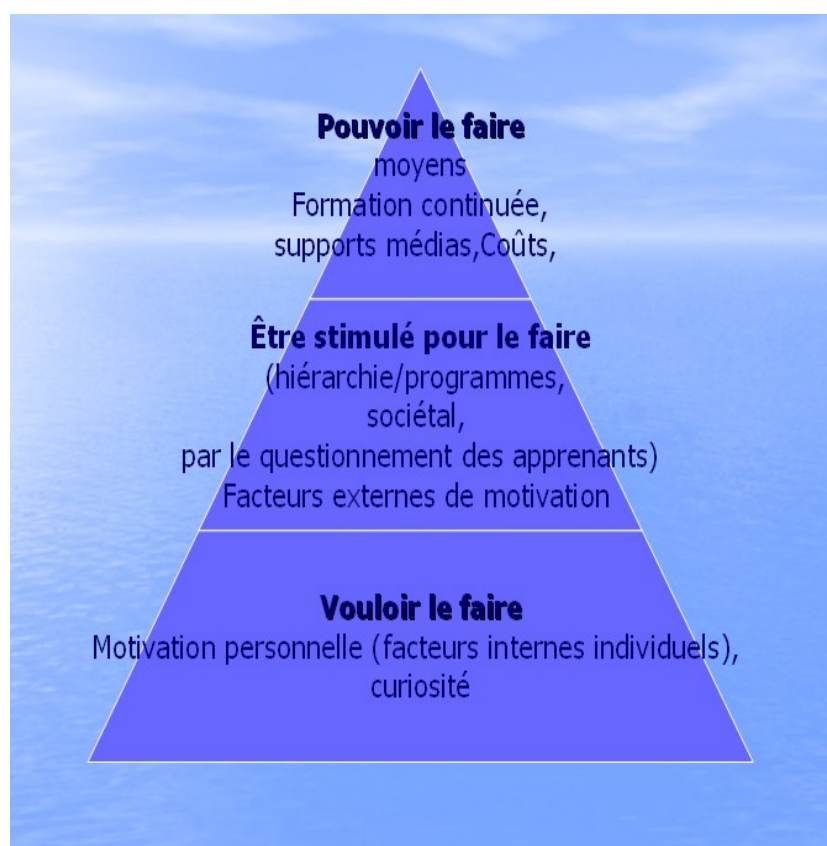 Pouvoir le faire
moyens
Formation continuée,
supports médias,Coûts,
Être stimulé pour le faire
(hiérarchie/programmes,
sociétal,
par le questionnement des apprenants)
Facteurs externes de motivation
Vouloir le faire
Motivation personnelle (facteurs internes individuels),
curiosité